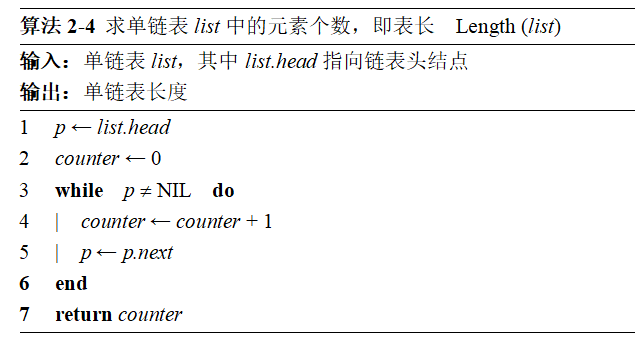 算法 2-4 求单链表 list 中的元素个数，即表长 Length (list)
输入：单链表 list，其中 list.head 指向链表头结点
输出：单链表长度
1 p ← list.head
2 counter ← 0
3 while p ≠ NIL do
4 | counter ← counter + 1
5 | p ← p.next
6 end
7 return counter